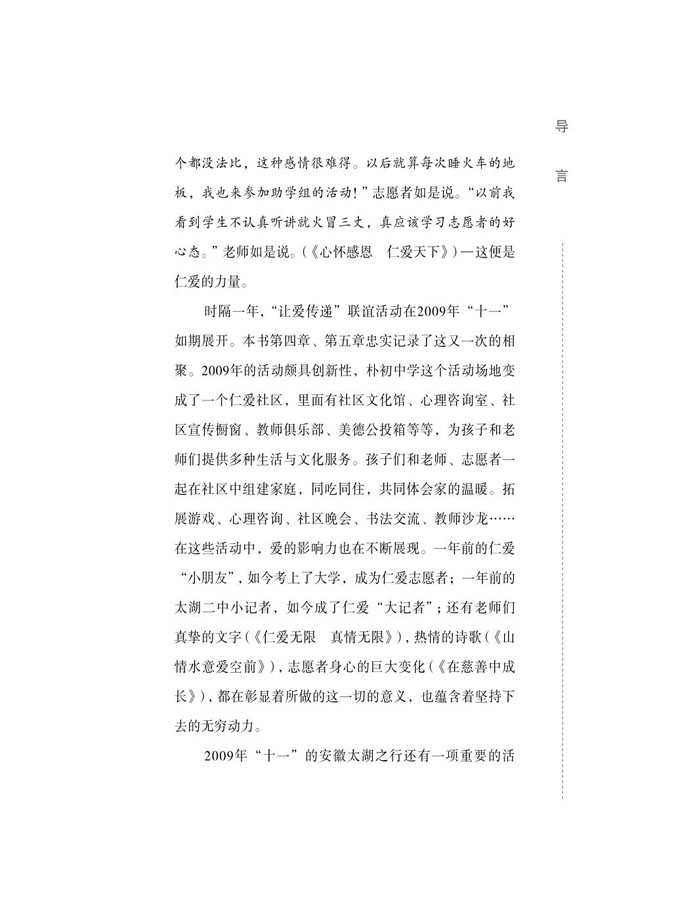 导言
个都没法比，这种感情很难得。以后就算每次睡火车的地
板，我也来参加助学组的活动！”志愿者如是说。“以前我
看到学生不认真听讲就火冒三丈，真应该学习志愿者的好
心态。”老师如是说。(《心怀感恩　仁爱天下》)—这便是
仁爱的力量。
时隔一年，“让爱传递”联谊活动在2009年“十一”
如期展开。本书第四章、第五章忠实记录了这又一次的相
聚。2009年的活动颇具创新性，朴初中学这个活动场地变
成了一个仁爱社区，里面有社区文化馆、心理咨询室、社
区宣传橱窗、教师俱乐部、美德公投箱等等，为孩子和老
师们提供多种生活与文化服务。孩子们和老师、志愿者一
起在社区中组建家庭，同吃同住，共同体会家的温暖。拓
展游戏、心理咨询、社区晚会、书法交流、教师沙龙……
在这些活动中，爱的影响力也在不断展现。一年前的仁爱
“小朋友”，如今考上了大学，成为仁爱志愿者；一年前的
太湖二中小记者，如今成了仁爱“大记者”；还有老师们
真挚的文字(《仁爱无限　真情无限》)，热情的诗歌(《山
情水意爱空前》)，志愿者身心的巨大变化(《在慈善中成
长》)，都在彰显着所做的这一切的意义，也蕴含着坚持下
去的无穷动力。
2009年“十一”的安徽太湖之行还有一项重要的活